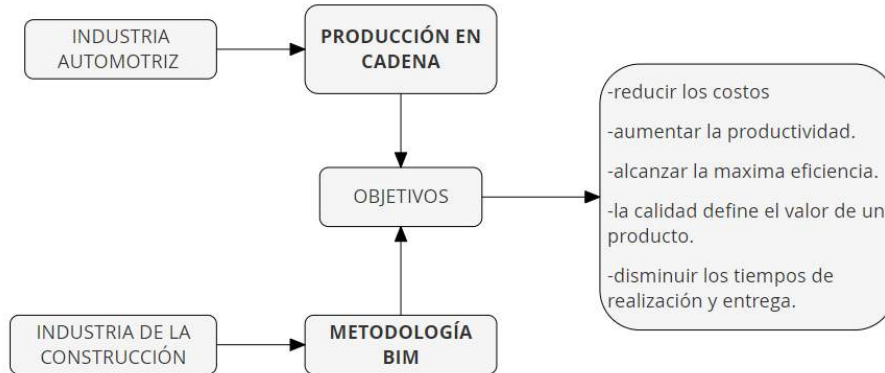 INDUSTRIA
AUTOMOTRIZ
PRODUCCIÓN EN
CADENA
-reducir los costos
-aumentar la productividad.
-alcanzar la maxima eficiencia.
-la calidad define el valor de un
producto.
-disminuir los tiempos de
realización y entrega.
OBJETIVOS
INDUSTRIA DE LA
CONSTRUCCIÓN
METODOLOGÍA
BIM